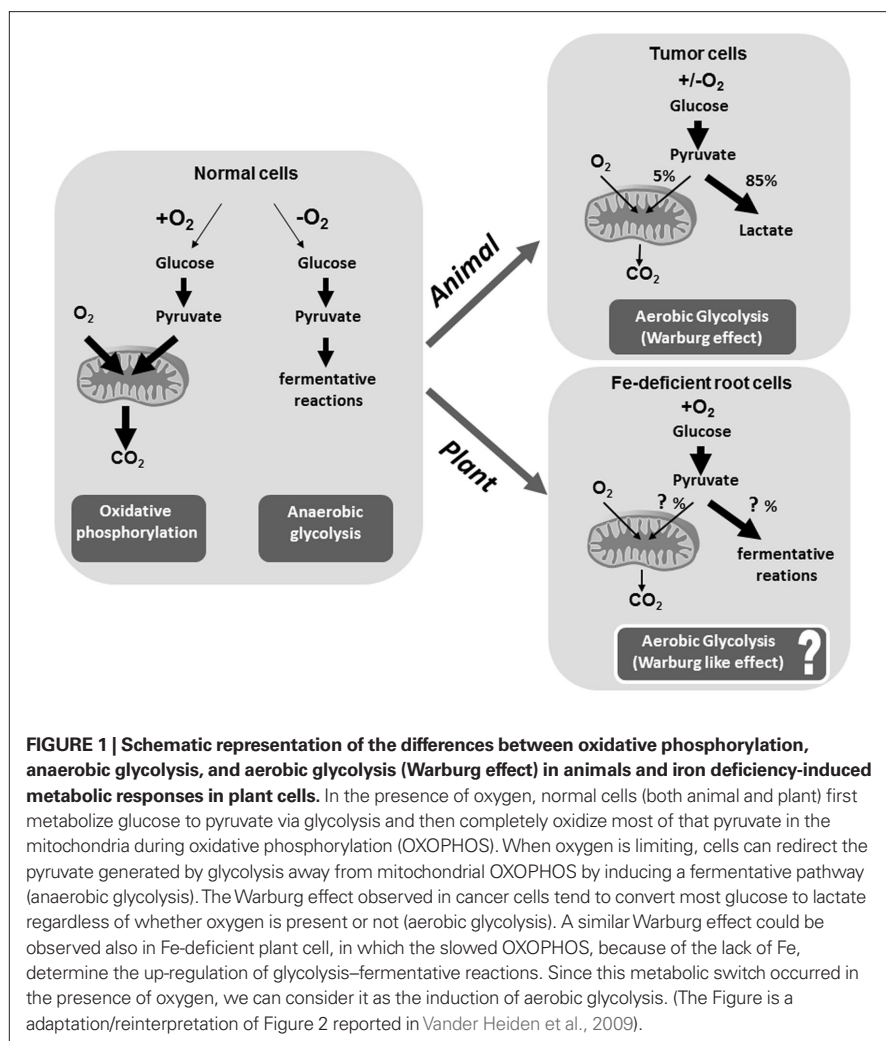 Normal cells
+O₂
-O₂
Glucose
Glucose
O₂
Pyruvate
Pyruvate
fermentative
reactions
CO₂
Oxidative
phosphorylation
Anaerobic
glycolysis
Animal
Plant
Tumor cells
+/-O₂
Glucose
Pyruvate
O₂
5%
85%
Lactate
CO₂
Aerobic Glycolysis
(Warburg effect)
Fe-deficient root cells
+O₂
Glucose
Pyruvate
O₂
? %
? %
fermentative
reations
CO₂
Aerobic Glycolysis
(Warburg like effect)
?
FIGURE 1 | Schematic representation of the differences between oxidative phosphorylation,
anaerobic glycolysis, and aerobic glycolysis (Warburg effect) in animals and iron deficiency-induced
metabolic responses in plant cells. In the presence of oxygen, normal cells (both animal and plant) first
metabolize glucose to pyruvate via glycolysis and then completely oxidize most of that pyruvate in the
mitochondria during oxidative phosphorylation (OXOPHOS). When oxygen is limiting, cells can redirect the
pyruvate generated by glycolysis away from mitochondrial OXOPHOS by inducing a fermentative pathway
(anaerobic glycolysis). The Warburg effect observed in cancer cells tend to convert most glucose to lactate
regardless of whether oxygen is present or not (aerobic glycolysis). A similar Warburg effect could be
observed also in Fe-deficient plant cell, in which the slowed OXOPHOS, because of the lack of Fe,
determine the up-regulation of glycolysis–fermentative reactions. Since this metabolic switch occurred in
the presence of oxygen, we can consider it as the induction of aerobic glycolysis. (The Figure is a
adaptation/reinterpretation of Figure 2 reported in Vander Heiden et al., 2009).